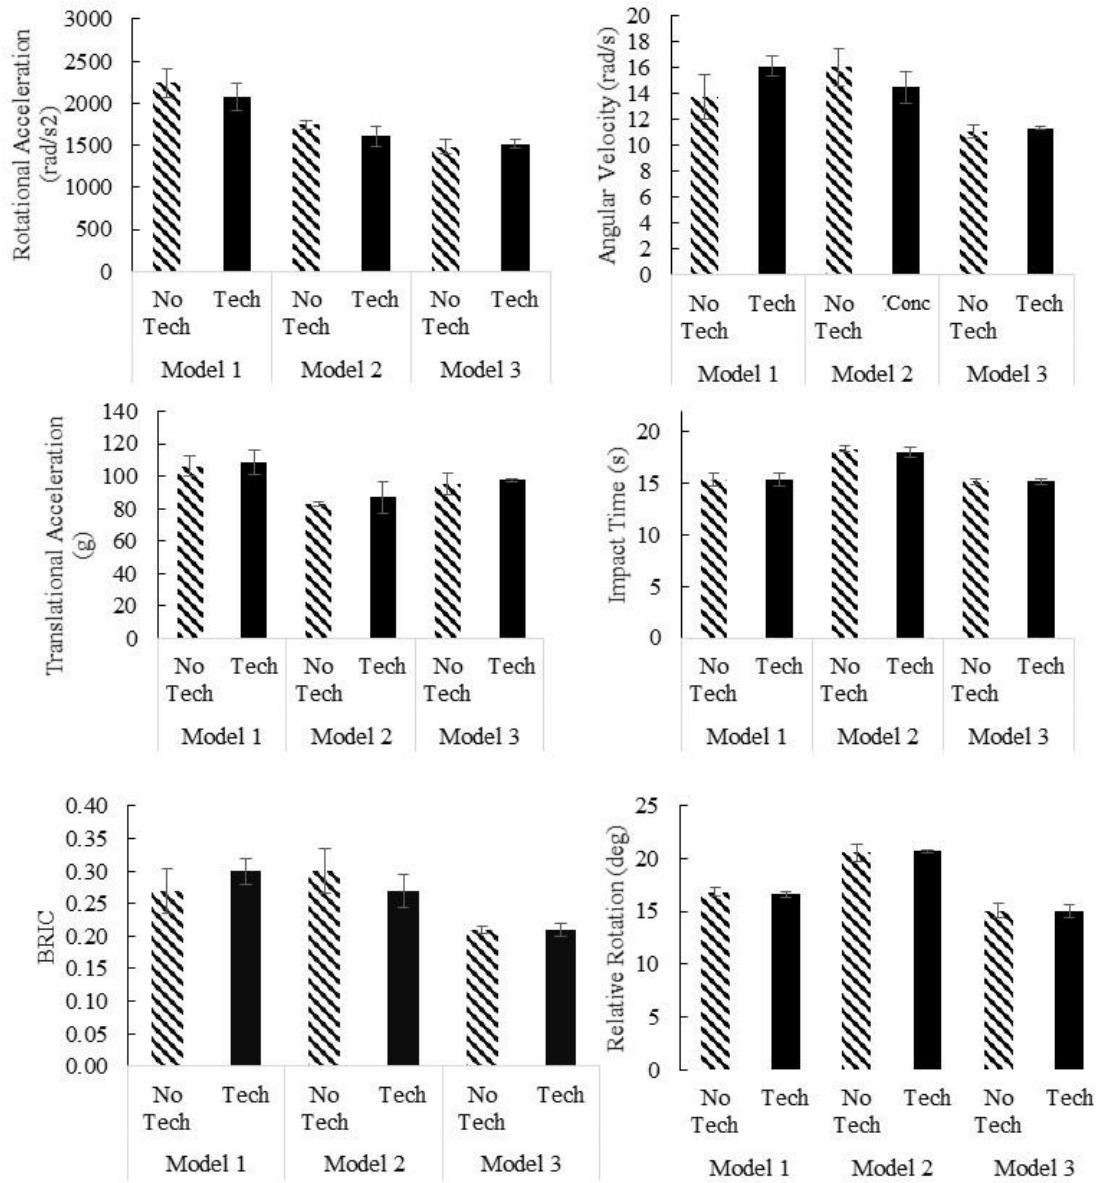 Rotational Acceleration
(rad/s2)
3000
2500
2000
1500
1000
500
0
No Tech No Tech No Tech
Tech Tech Tech
Model 1 Model 2 Model 3
Angular Velocity (rad/s)
20
18
16
14
12
10
8
6
4
2
0
No Tech No Conc No Tech
Tech Tech Tech
Model 1 Model 2 Model 3
Translational Acceleration
(g)
140
120
100
80
60
40
20
0
No Tech No Tech No Tech
Tech Tech Tech
Model 1 Model 2 Model 3
Impact Time (s)
20
15
10
5
0
No Tech No Tech No Tech
Tech Tech Tech
Model 1 Model 2 Model 3
BRIC
0.40
0.35
0.30
0.25
0.20
0.15
0.10
0.05
0.00
No Tech No Tech No Tech
Tech Tech Tech
Model 1 Model 2 Model 3
Relative Rotation (deg)
25
20
15
10
5
0
No Tech No Tech No Tech
Tech Tech Tech
Model 1 Model 2 Model 3